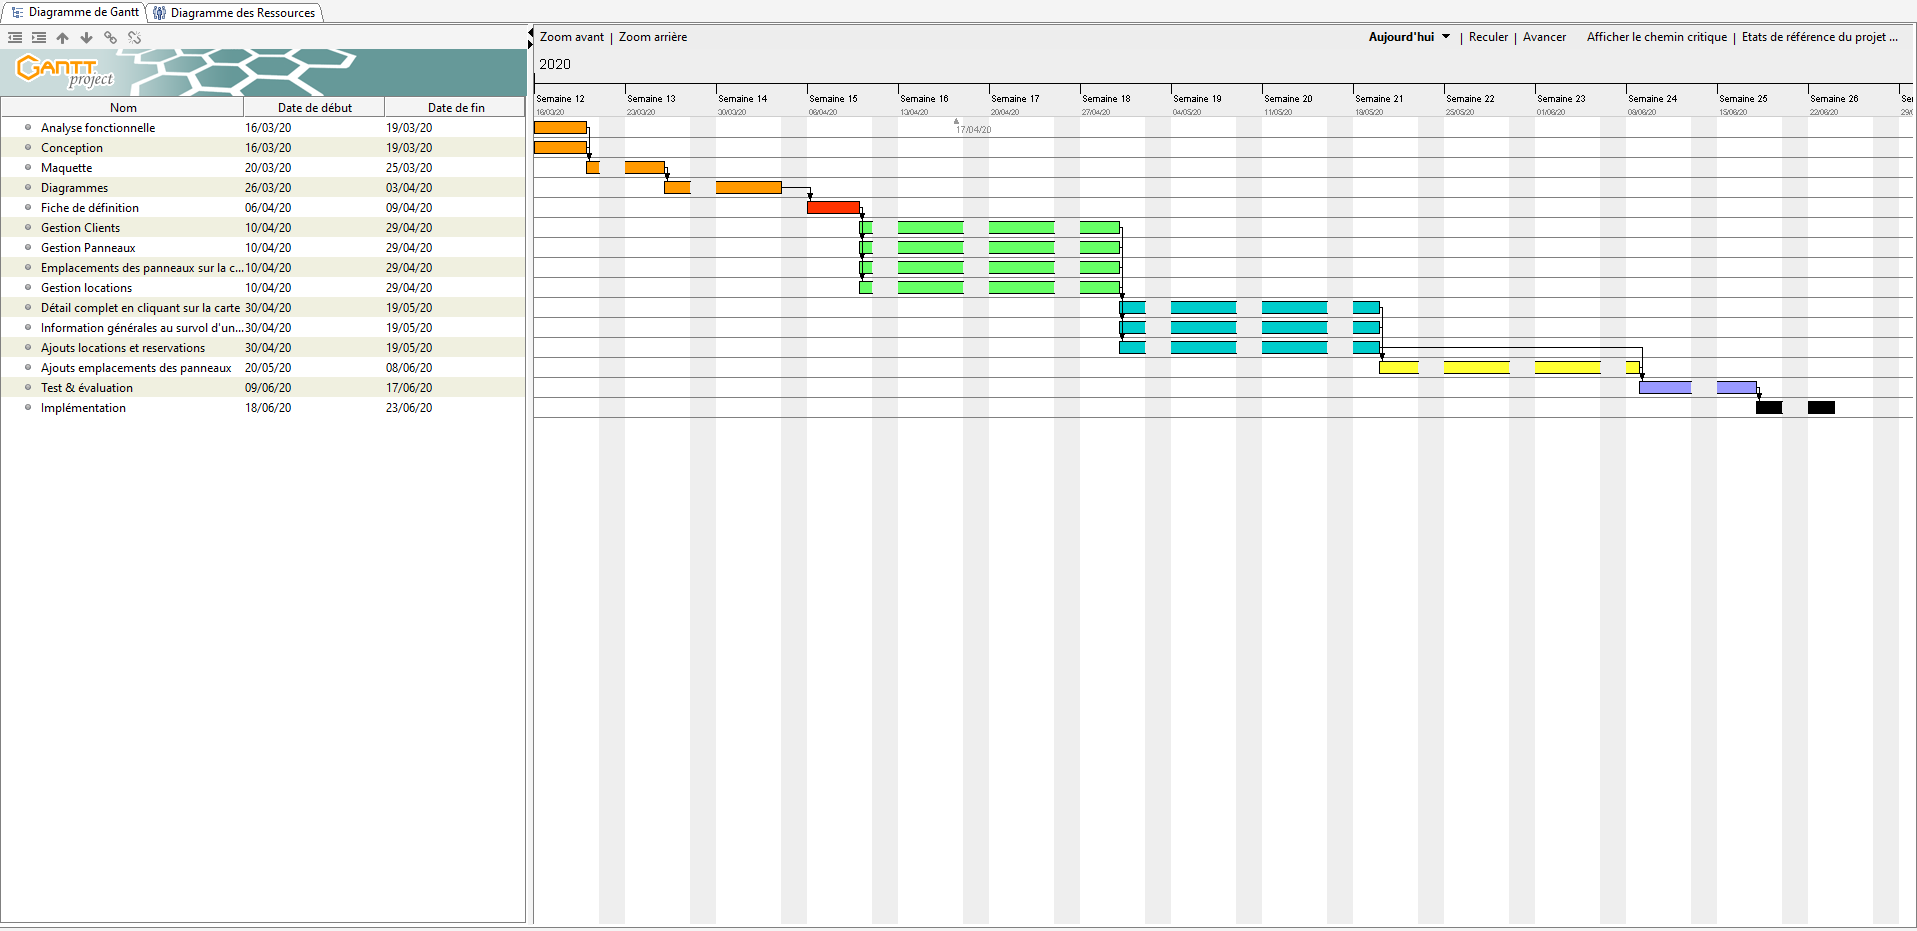 Diagramme de Gantt Diagramme des Ressources
Zoom avant | Zoom arrière Aujourd'hui | Reculer | Avancer Afficher le chemin critique | Etats de référence du projet ...
2020
GANTT
project
Nom Date de début Date de fin
Semaine 12 Semaine 13 Semaine 14 Semaine 15 Semaine 16 Semaine 17 Semaine 18 Semaine 19 Semaine 20 Semaine 21 Semaine 22 Semaine 23 Semaine 24 Semaine 25 Semaine 26
16/03/20 23/03/20 30/03/20 06/04/20 13/04/20 20/04/20 27/04/20 04/05/20 11/05/20 18/05/20 25/05/20 01/06/20 08/06/20 15/06/20 22/06/20
17/04/20
Analyse fonctionnelle 16/03/20 19/03/20
Conception 16/03/20 19/03/20
Maquette 20/03/20 25/03/20
Diagrammes 26/03/20 03/04/20
Fiche de définition 06/04/20 09/04/20
Gestion Clients 10/04/20 29/04/20
Gestion Panneaux 10/04/20 29/04/20
Emplacements des panneaux sur la c... 10/04/20 29/04/20
Gestion locations 10/04/20 29/04/20
Détail complet en cliquant sur la carte 30/04/20 19/05/20
Information générales au survol d'un... 30/04/20 19/05/20
Ajouts locations et reservations 30/04/20 19/05/20
Ajouts emplacements des panneaux 20/05/20 08/06/20
Test & évaluation 09/06/20 17/06/20
Implémentation 18/06/20 23/06/20